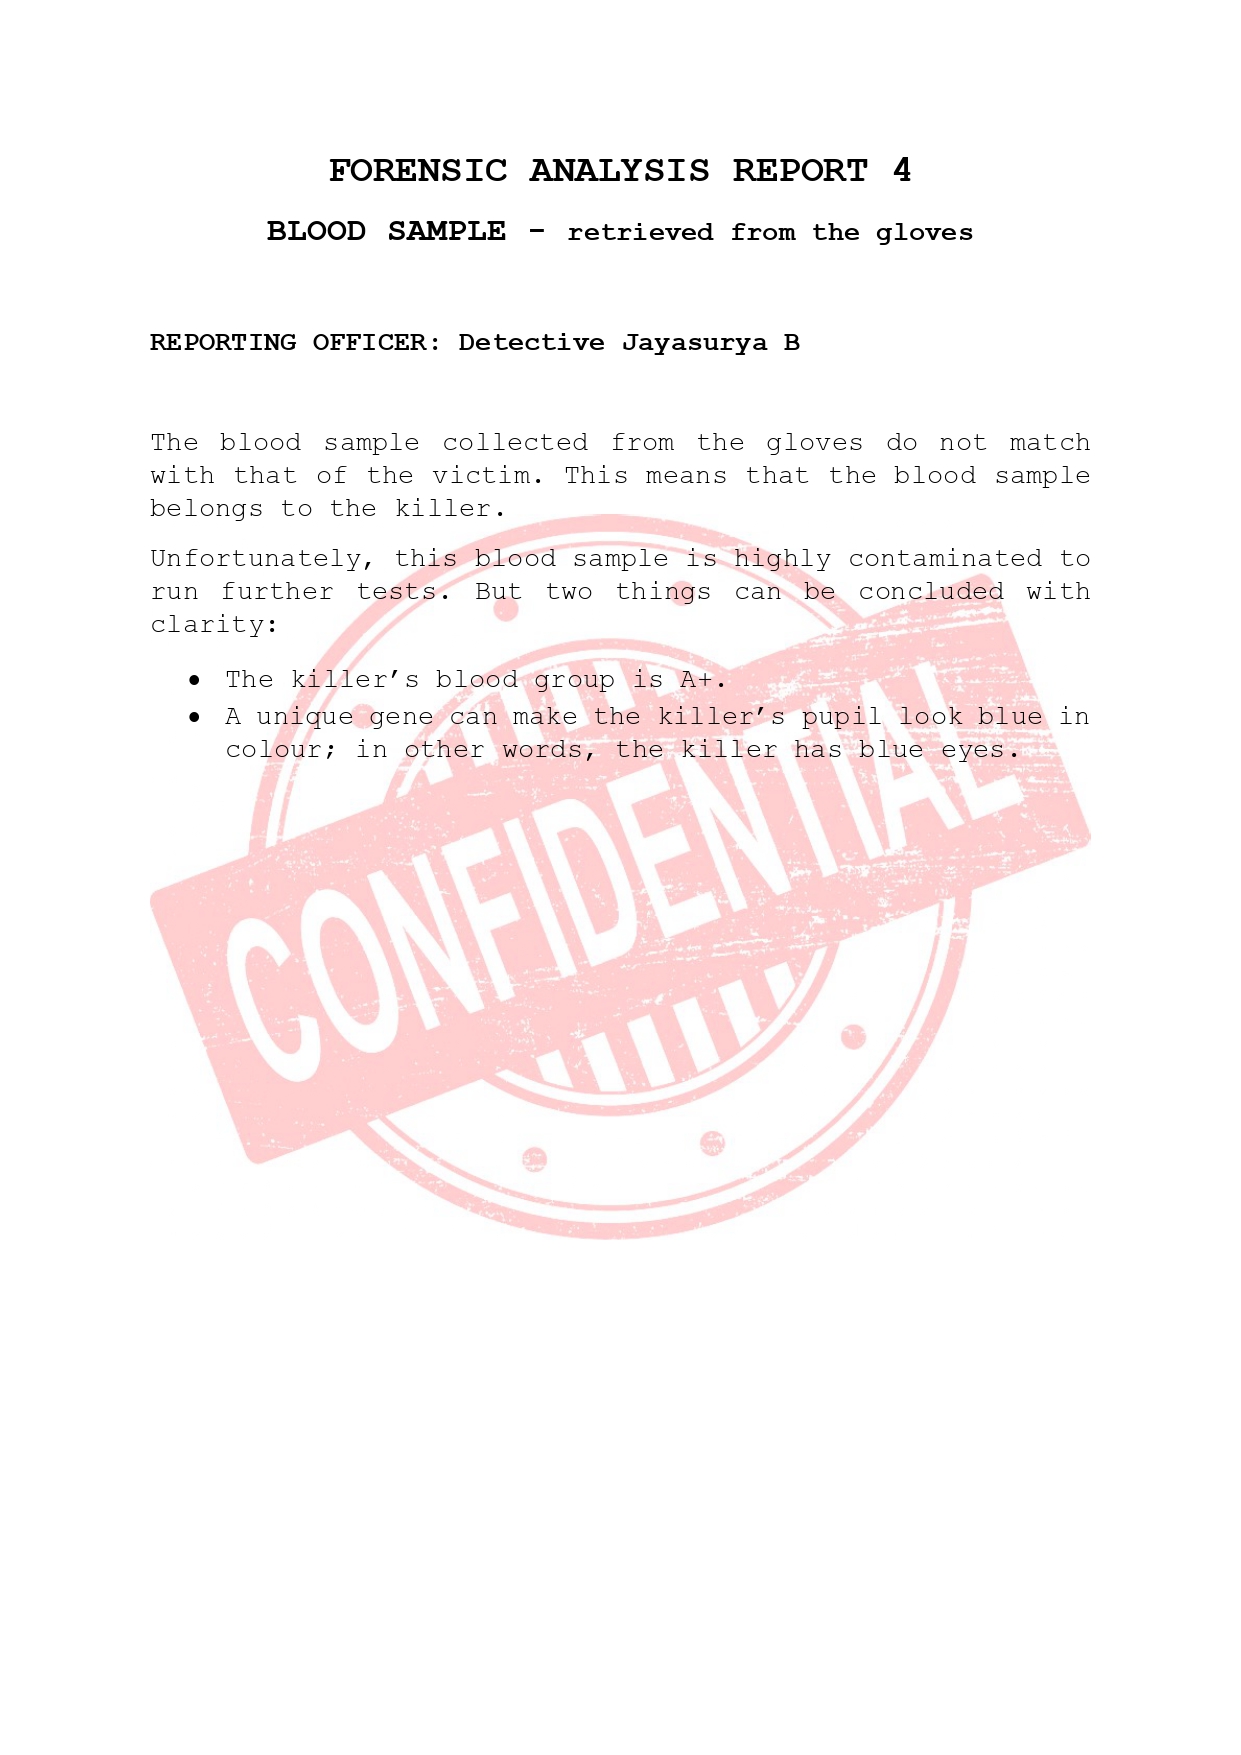 FORENSIC ANALYSIS REPORT 4
BLOOD SAMPLE – retrieved from the gloves
REPORTING OFFICER: Detective Jayasurya B
The blood sample collected from the gloves do not match
with that of the victim. This means that the blood sample
belongs to the killer.
Unfortunately, this blood sample is highly contaminated to
run further tests. But two things can be concluded with
clarity:
• The killer’s blood group is A+.
• A unique gene can make the killer’s pupil look blue in
colour; in other words, the killer has blue eyes.
CONFIDENTIAL